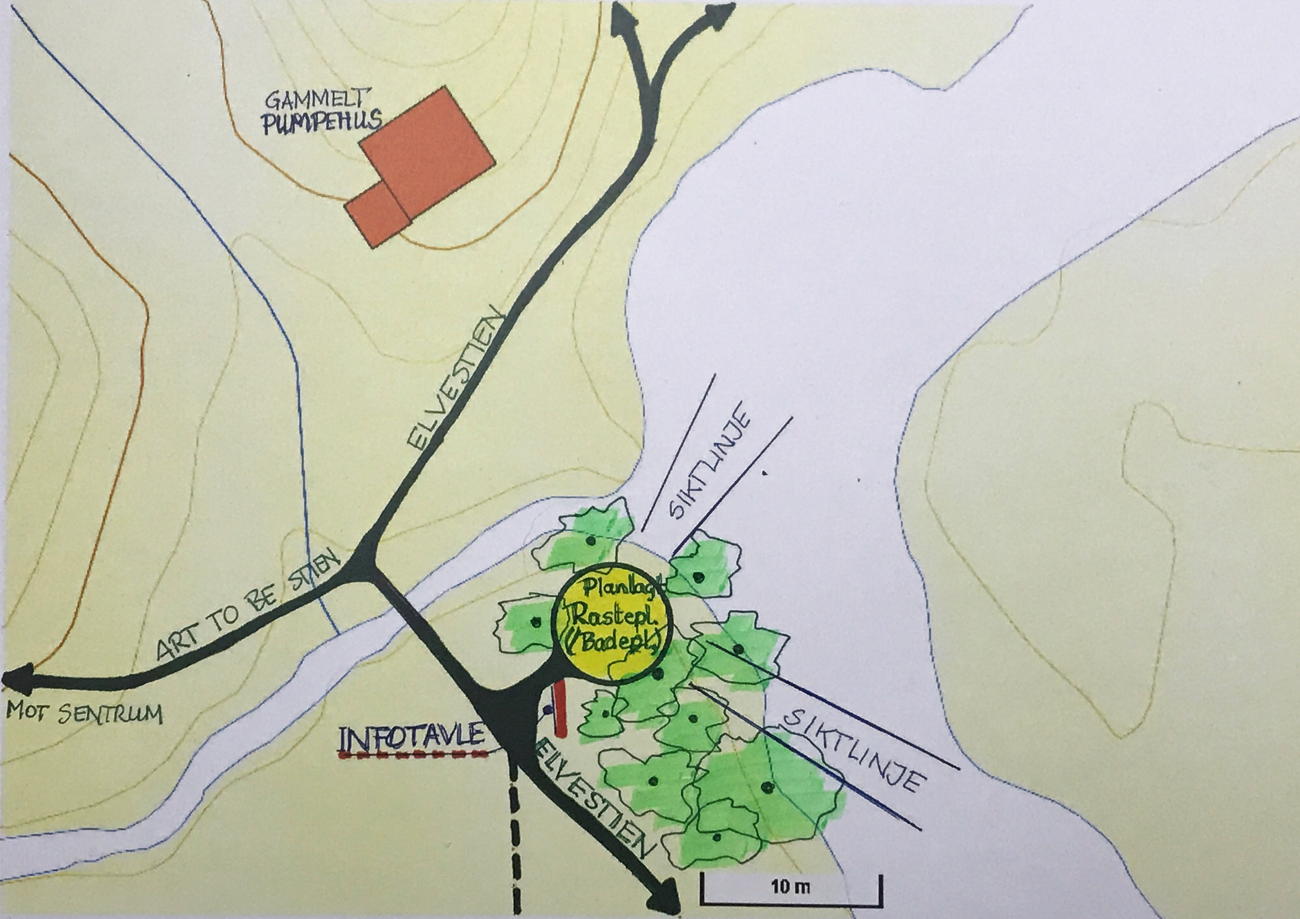 GAMMELT
PUMPEHUS
ELVESTIEN
SIKTLINJE
ART TO BE STIEN
Planlagt
Rastepl.
(/Badepl.)
MOT SENTRUM
INFOTAVLE
SIKTLINJE
ELVESTIEN
10 m